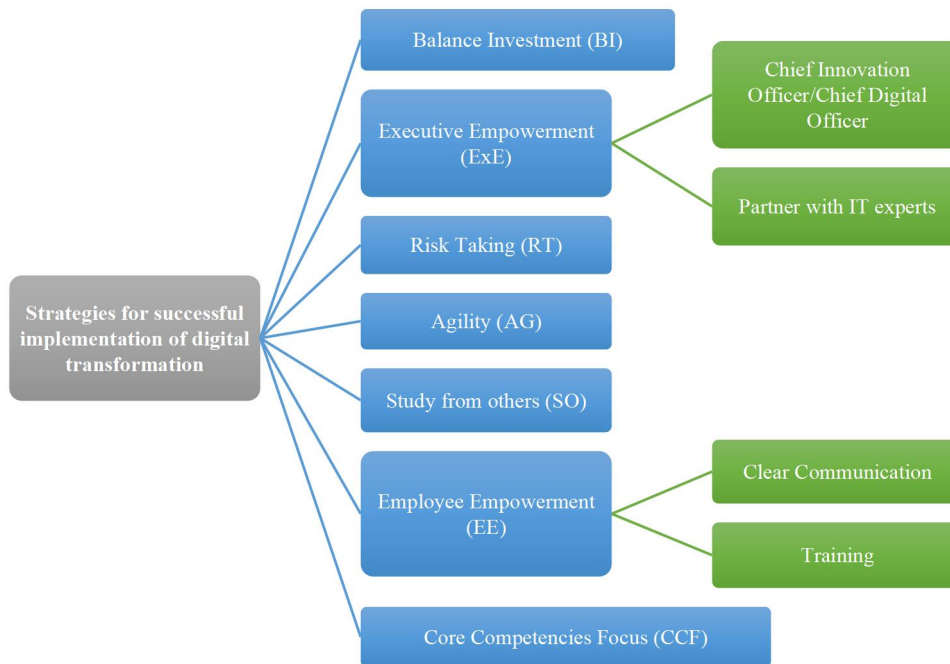 Balance Investment (BI)
Executive Empowerment
(ExE)
Chief Innovation
Officer/Chief Digital
Officer
Partner with IT experts
Risk Taking (RT)
Strategies for successful
implementation of digital
transformation
Agility (AG)
Study from others (SO)
Employee Empowerment
(EE)
Clear Communication
Training
Core Competencies Focus (CCF)